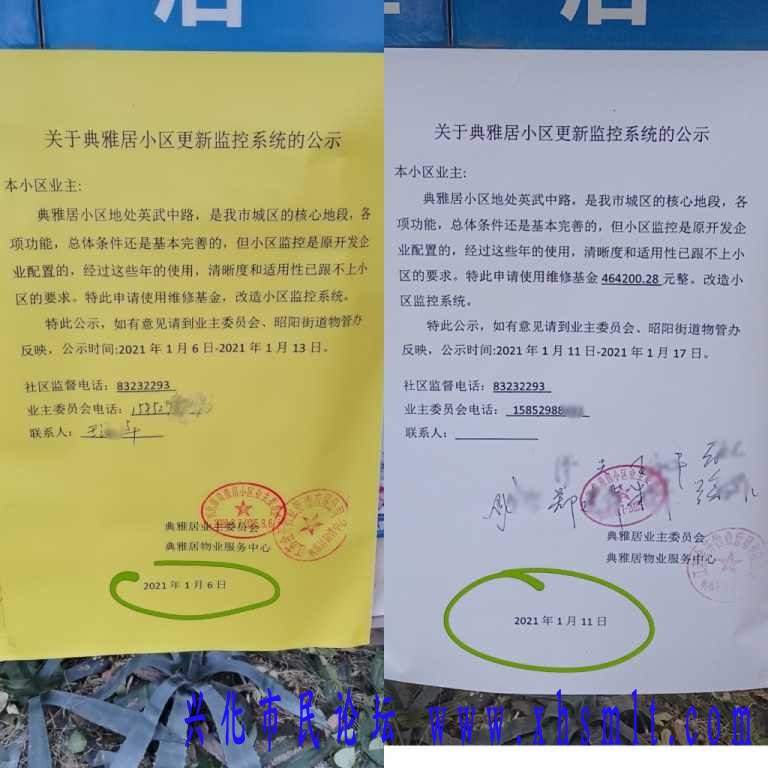 居
关于典雅居小区更新监控系统的公示
本小区业主:
典雅居小区地处英武中路，是我市城区的核心地段，各
项功能，总体条件还是基本完善的，但小区监控是原开发企
业配置的，经过这些年的使用，清晰度和适用性已跟不上小
区的要求。特此申请使用维修基金，改造小区监控系统。
特此公示，如有意见请到业主委员会、昭阳街道物管办
反映，公示时间:2021年1月6日-2021年1月13日。
社区监督电话：83232293
业主委员会电话：
联系人：
典雅居业主委员会
典雅居物业服务中心
2021年1月6日
居
关于典雅居小区更新监控系统的公示
本小区业主:
典雅居小区地处英武中路，是我市城区的核心地段，各
项功能，总体条件还是基本完善的，但小区监控是原开发企
业配置的，经过这些年的使用，清晰度和适用性已跟不上小
区的要求。特此申请使用维修基金 464200.28 元整。改造小
区监控系统。
特此公示，如有意见请到业主委员会、昭阳街道物管办
反映，公示时间:2021年1月11日-2021年1月17日。
社区监督电话：83232293
业主委员会电话：15852988
联系人：
典雅居业主委员会
典雅居物业服务中心
2021年1月11日
兴化市民论坛 www.xhsmlt.com